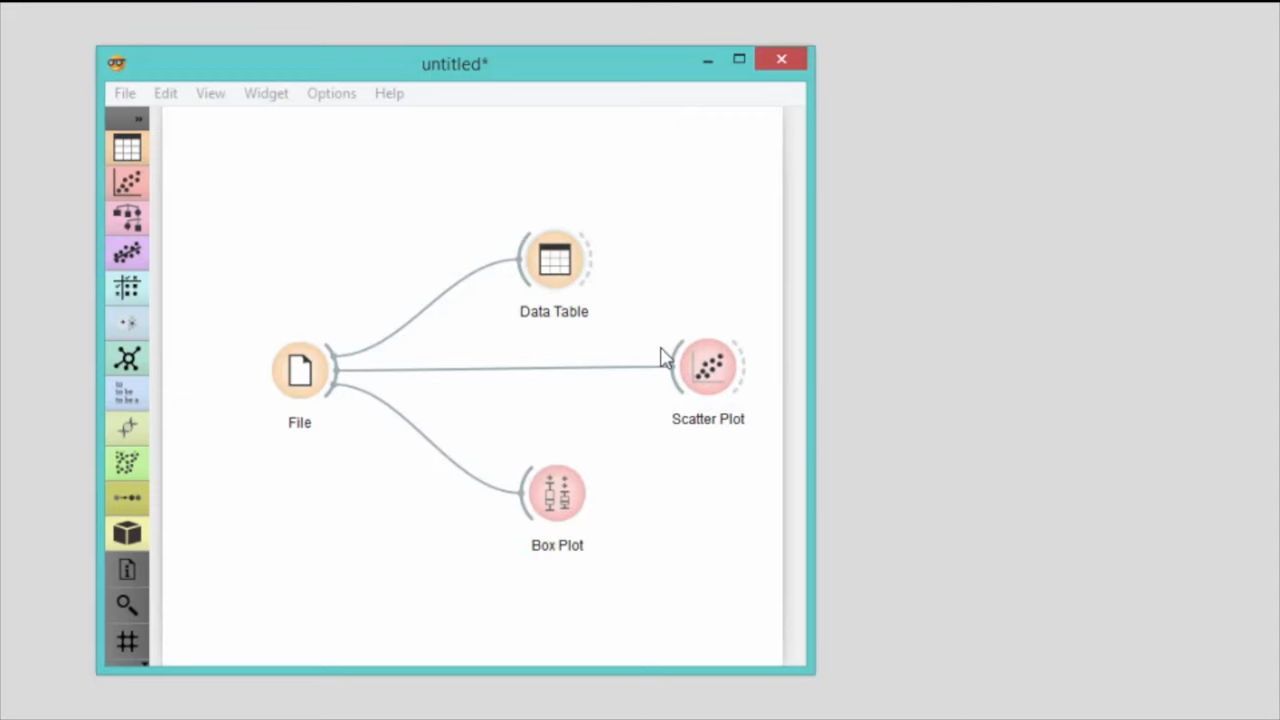 untitled*
File Edit View Widget Options Help
»
Data Table
File
Scatter Plot
Box Plot